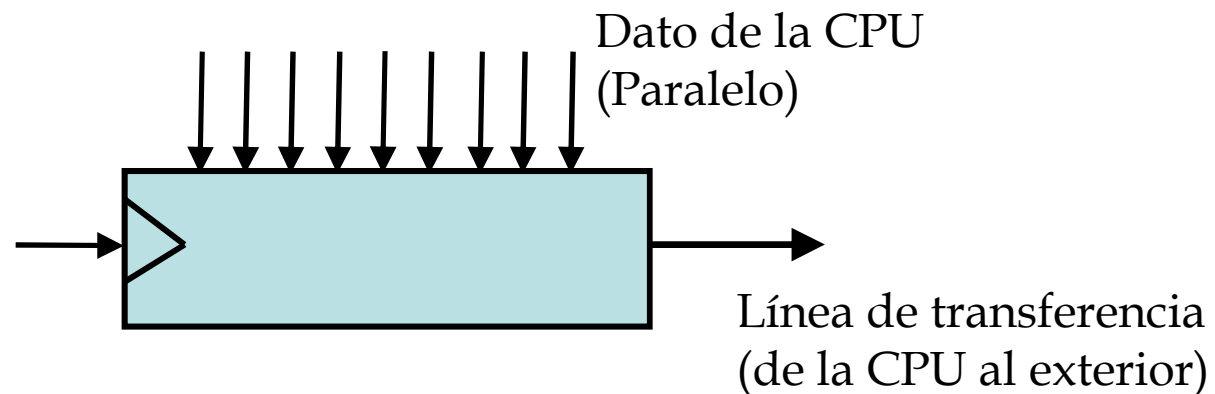 Dato de la CPU
(Paralelo)
Línea de transferencia
(de la CPU al exterior)